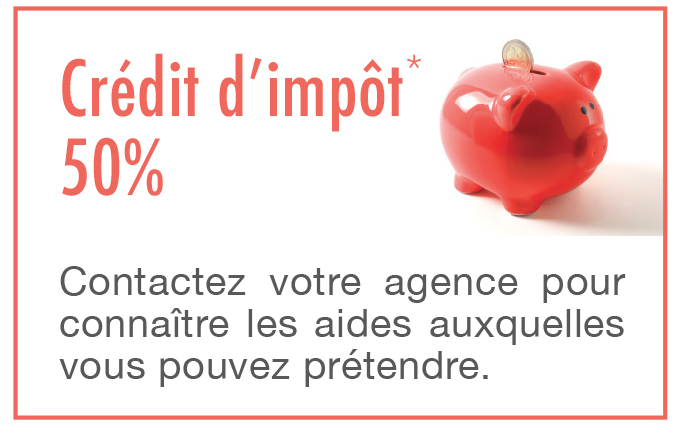 Crédit d'impôt*
50%
Contactez votre agence pour
connaître les aides auxquelles
vous pouvez prétendre.